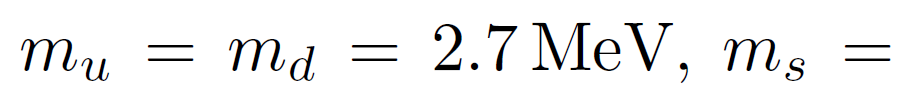 m_u = m_d = 2.7 MeV, m_s =